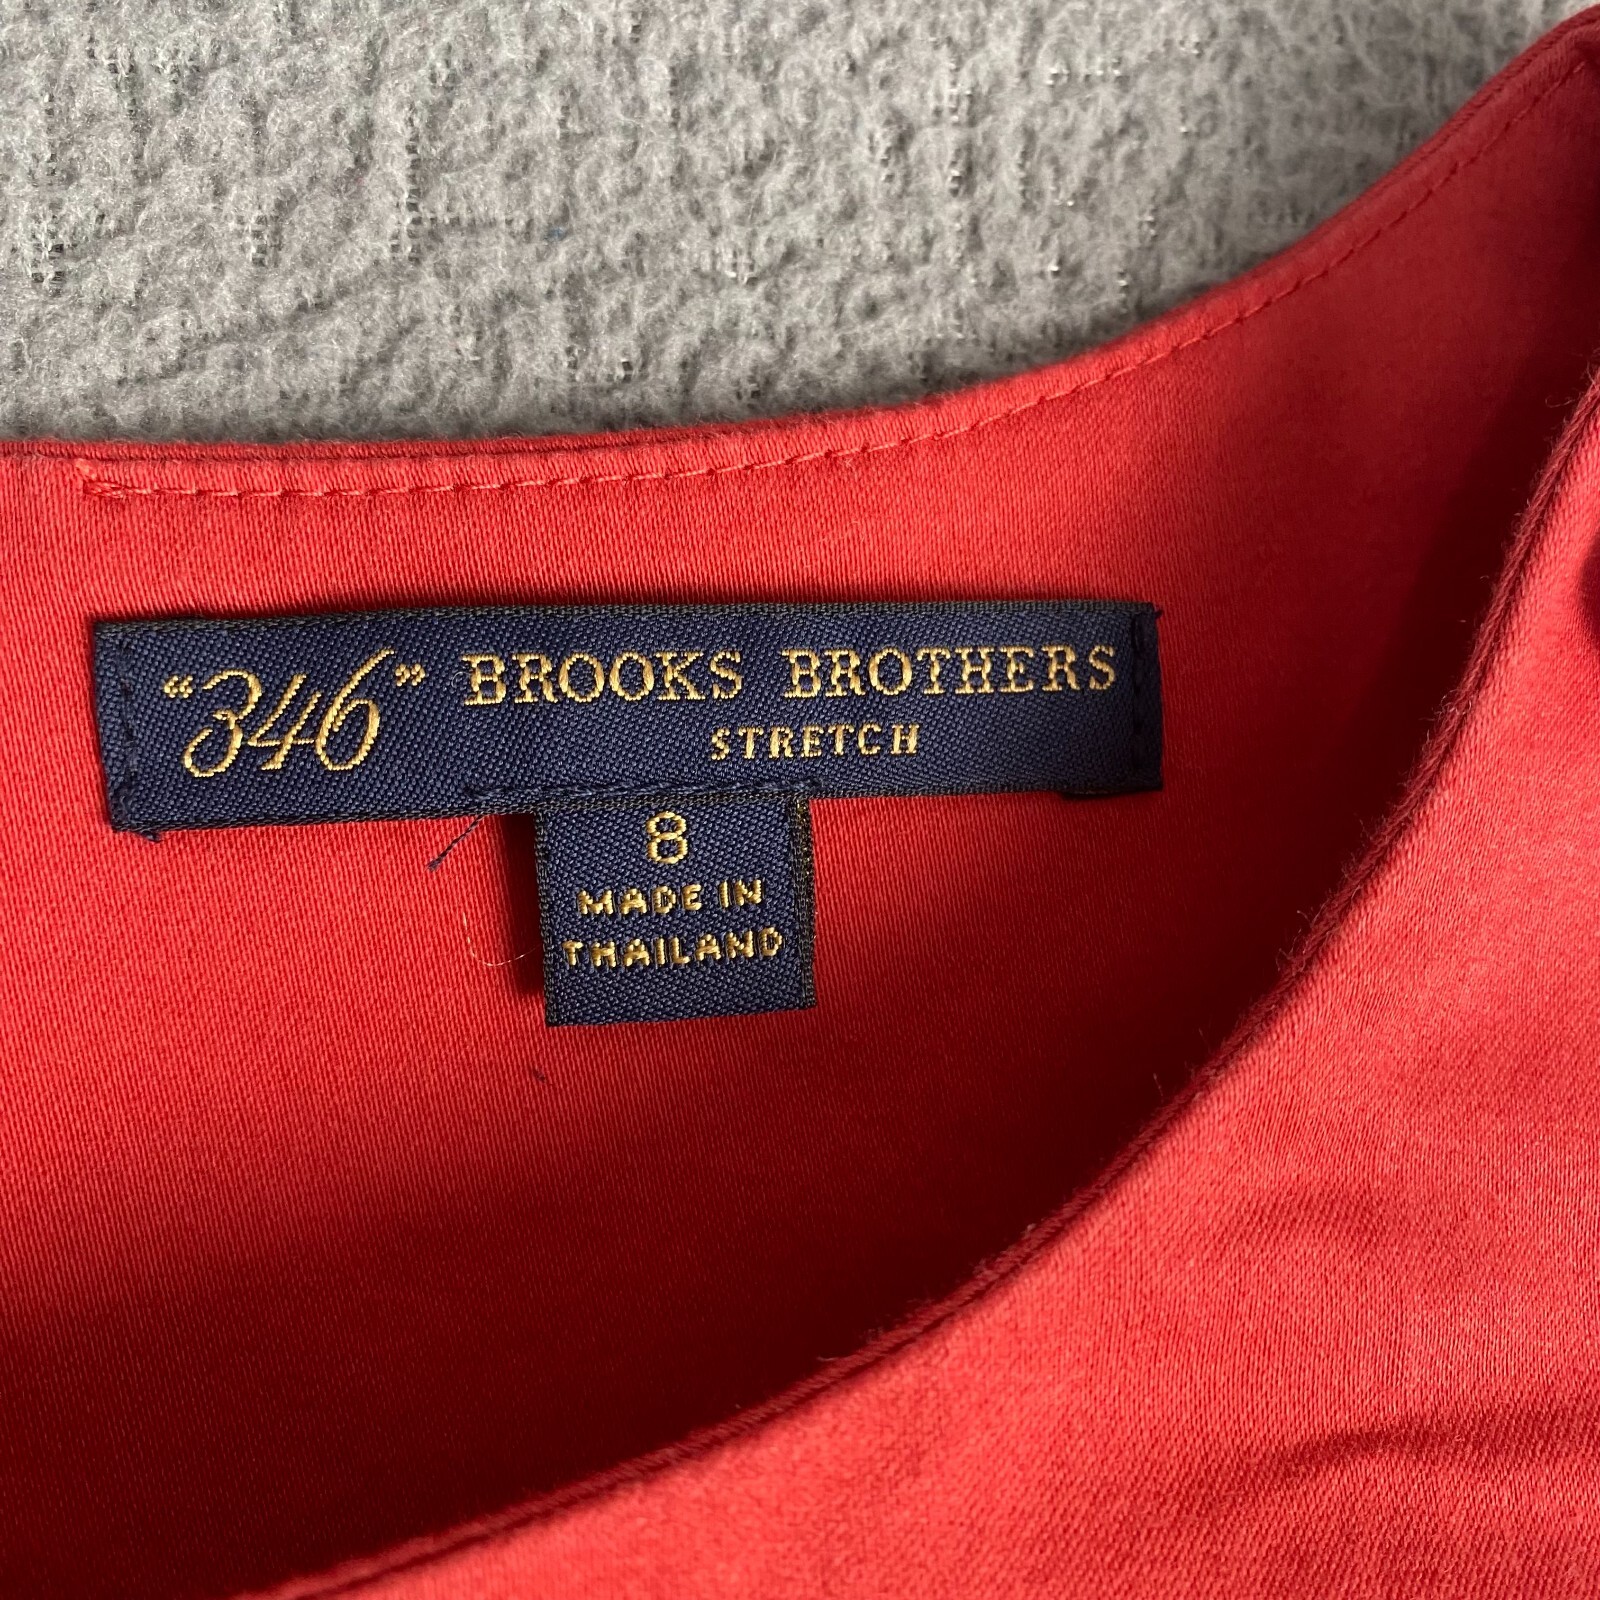 "346" BROOKS BROTHERS
STRETCH
8
MADE IN
THAILAND